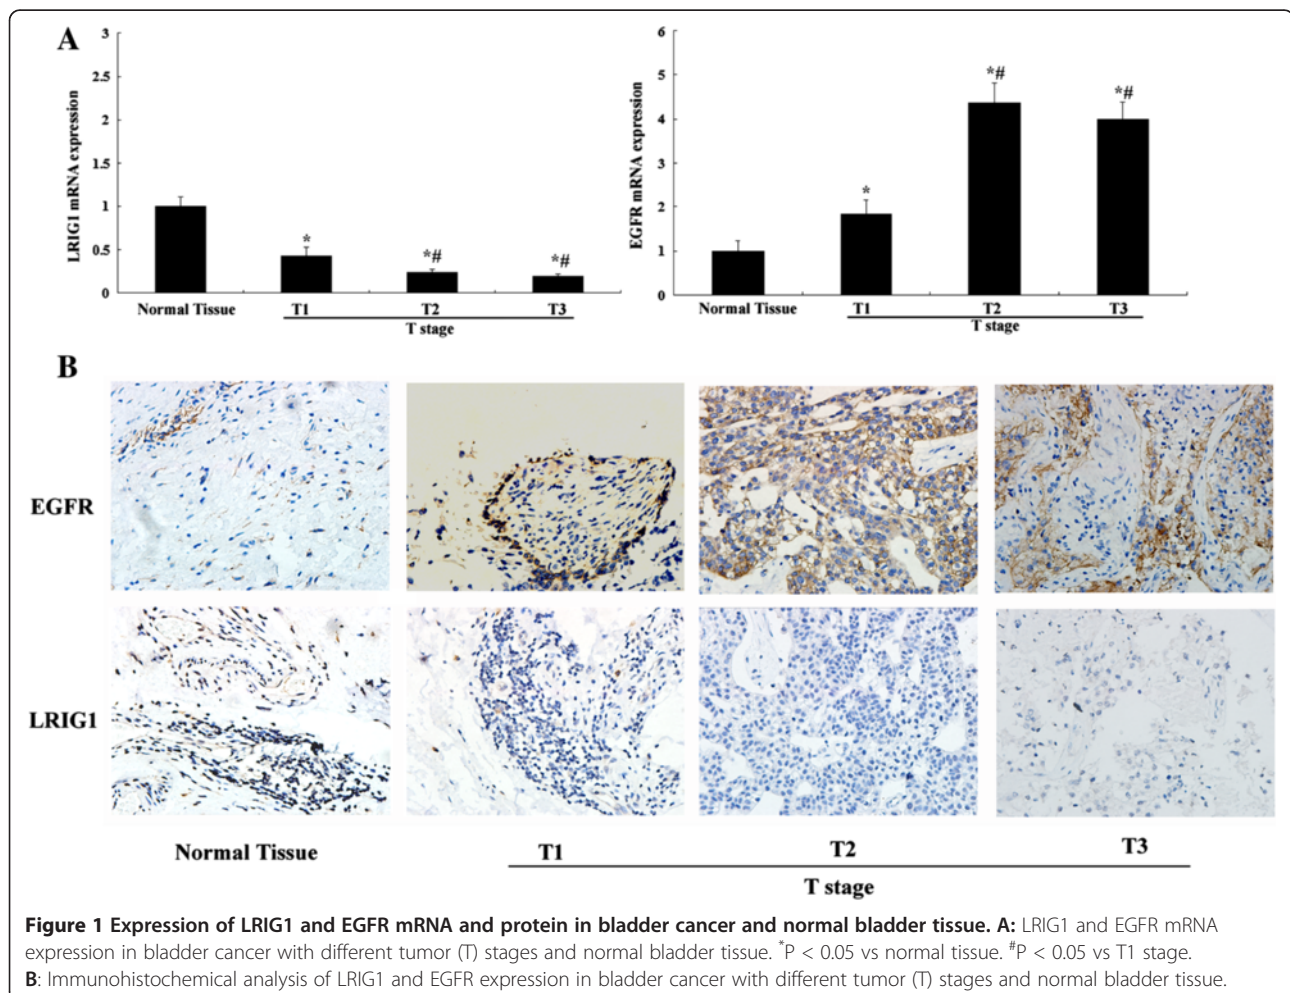 A
3
2.5
2
1.5
1
0.5
0
LRIG1 mRNA expression
*
*#
*#
Normal Tissue T1 T2 T3
T stage
6
5
4
3
2
1
0
EGFR mRNA expression
*
*#
*#
Normal Tissue T1 T2 T3
T stage
B
EGFR
LRIG1
Normal Tissue T1 T2 T3
T stage
Figure 1 Expression of LRIG1 and EGFR mRNA and protein in bladder cancer and normal bladder tissue. A: LRIG1 and EGFR mRNA
expression in bladder cancer with different tumor (T) stages and normal bladder tissue. *P < 0.05 vs normal tissue. #P < 0.05 vs T1 stage.
B: Immunohistochemical analysis of LRIG1 and EGFR expression in bladder cancer with different tumor (T) stages and normal bladder tissue.